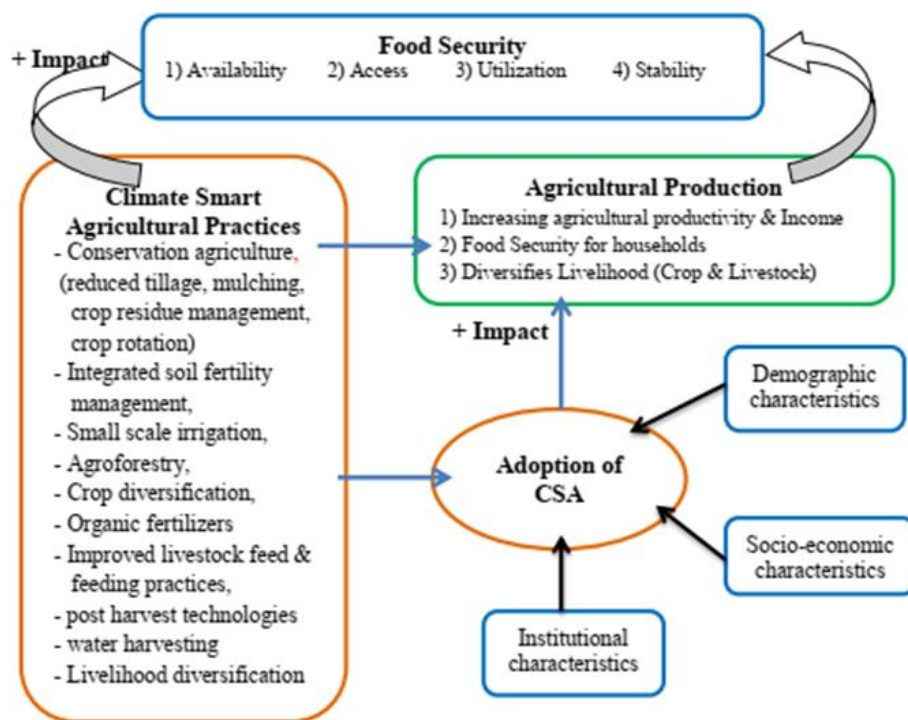 Food Security
+ Impact
1) Availability 2) Access 3) Utilization 4) Stability
Climate Smart
Agricultural Practices
- Conservation agriculture,
(reduced tillage, mulching,
crop residue management,
crop rotation)
- Integrated soil fertility
management,
- Small scale irrigation,
- Agroforestry,
- Crop diversification,
- Organic fertilizers
- Improved livestock feed &
feeding practices,
- post harvest technologies
- water harvesting
- Livelihood diversification
Agricultural Production
1) Increasing agricultural productivity & Income
2) Food Security for households
3) Diversifies Livelihood (Crop & Livestock)
+ Impact
Adoption of
CSA
Demographic
characteristics
Socio-economic
characteristics
Institutional
characteristics